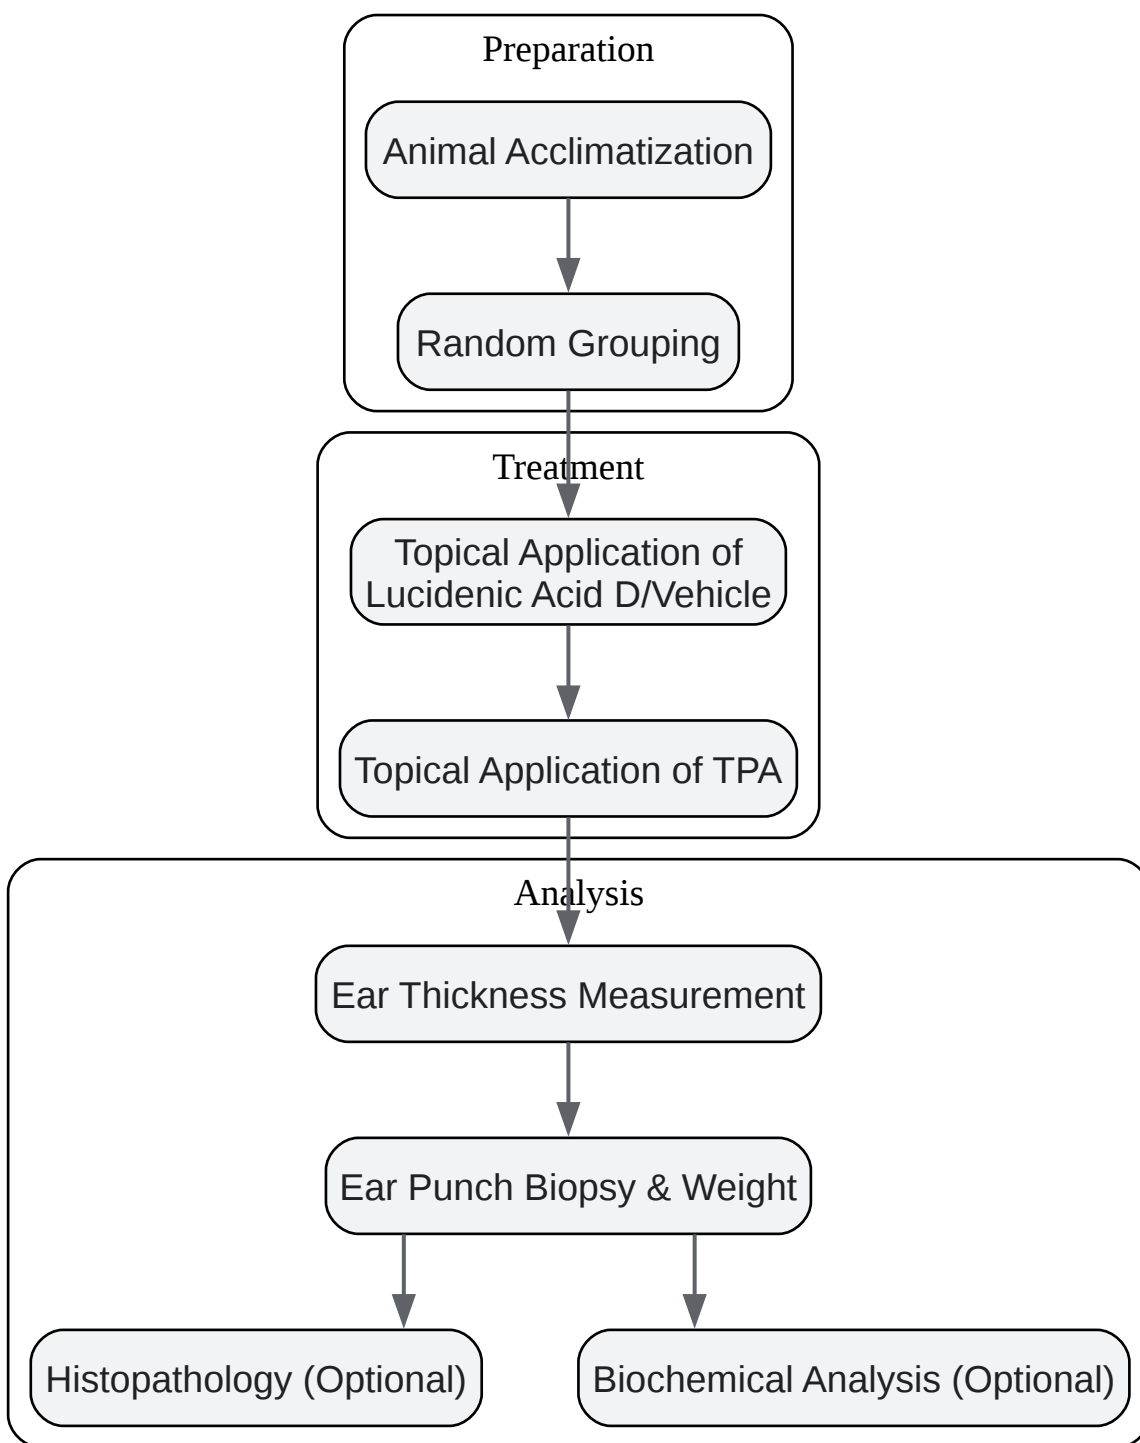 Preparation
Animal Acclimatization
Random Grouping
Treatment
Topical Application of
Lucidenic Acid D/Vehicle
Topical Application of TPA
Analysis
Ear Thickness Measurement
Ear Punch Biopsy & Weight
Histopathology (Optional)
Biochemical Analysis (Optional)